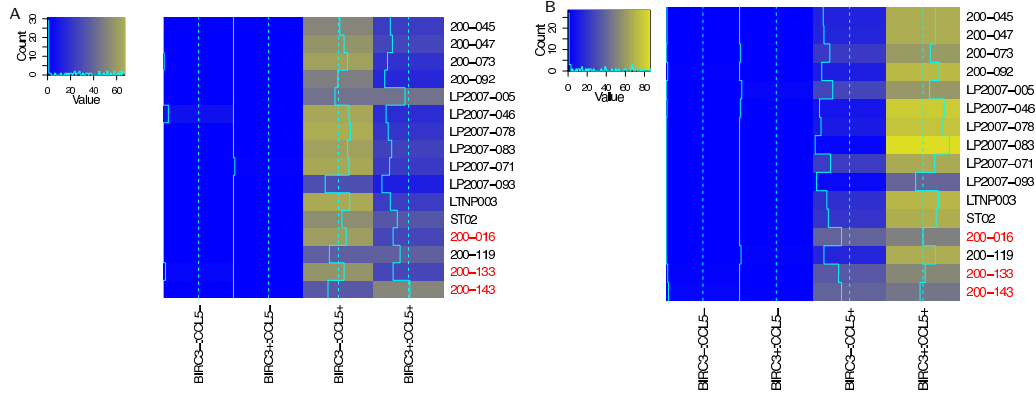 A
Count
0 10 20 30
0 20 40 60
Value
200-045
200-047
200-073
200-092
LP2007-005
LP2007-046
LP2007-078
LP2007-083
LP2007-071
LP2007-093
LTNP003
ST02
200-016
200-119
200-133
200-143
BIRC3-:CCL5-
BIRC3+:CCL5-
BIRC3-:CCL5+
BIRC3+:CCL5+
B
Count
0 10 20
0 20 40 60 80
Value
200-045
200-047
200-073
200-092
LP2007-005
LP2007-046
LP2007-078
LP2007-083
LP2007-071
LP2007-093
LTNP003
ST02
200-016
200-119
200-133
200-143
BIRC3-:CCL5-
BIRC3+:CCL5-
BIRC3-:CCL5+
BIRC3+:CCL5+